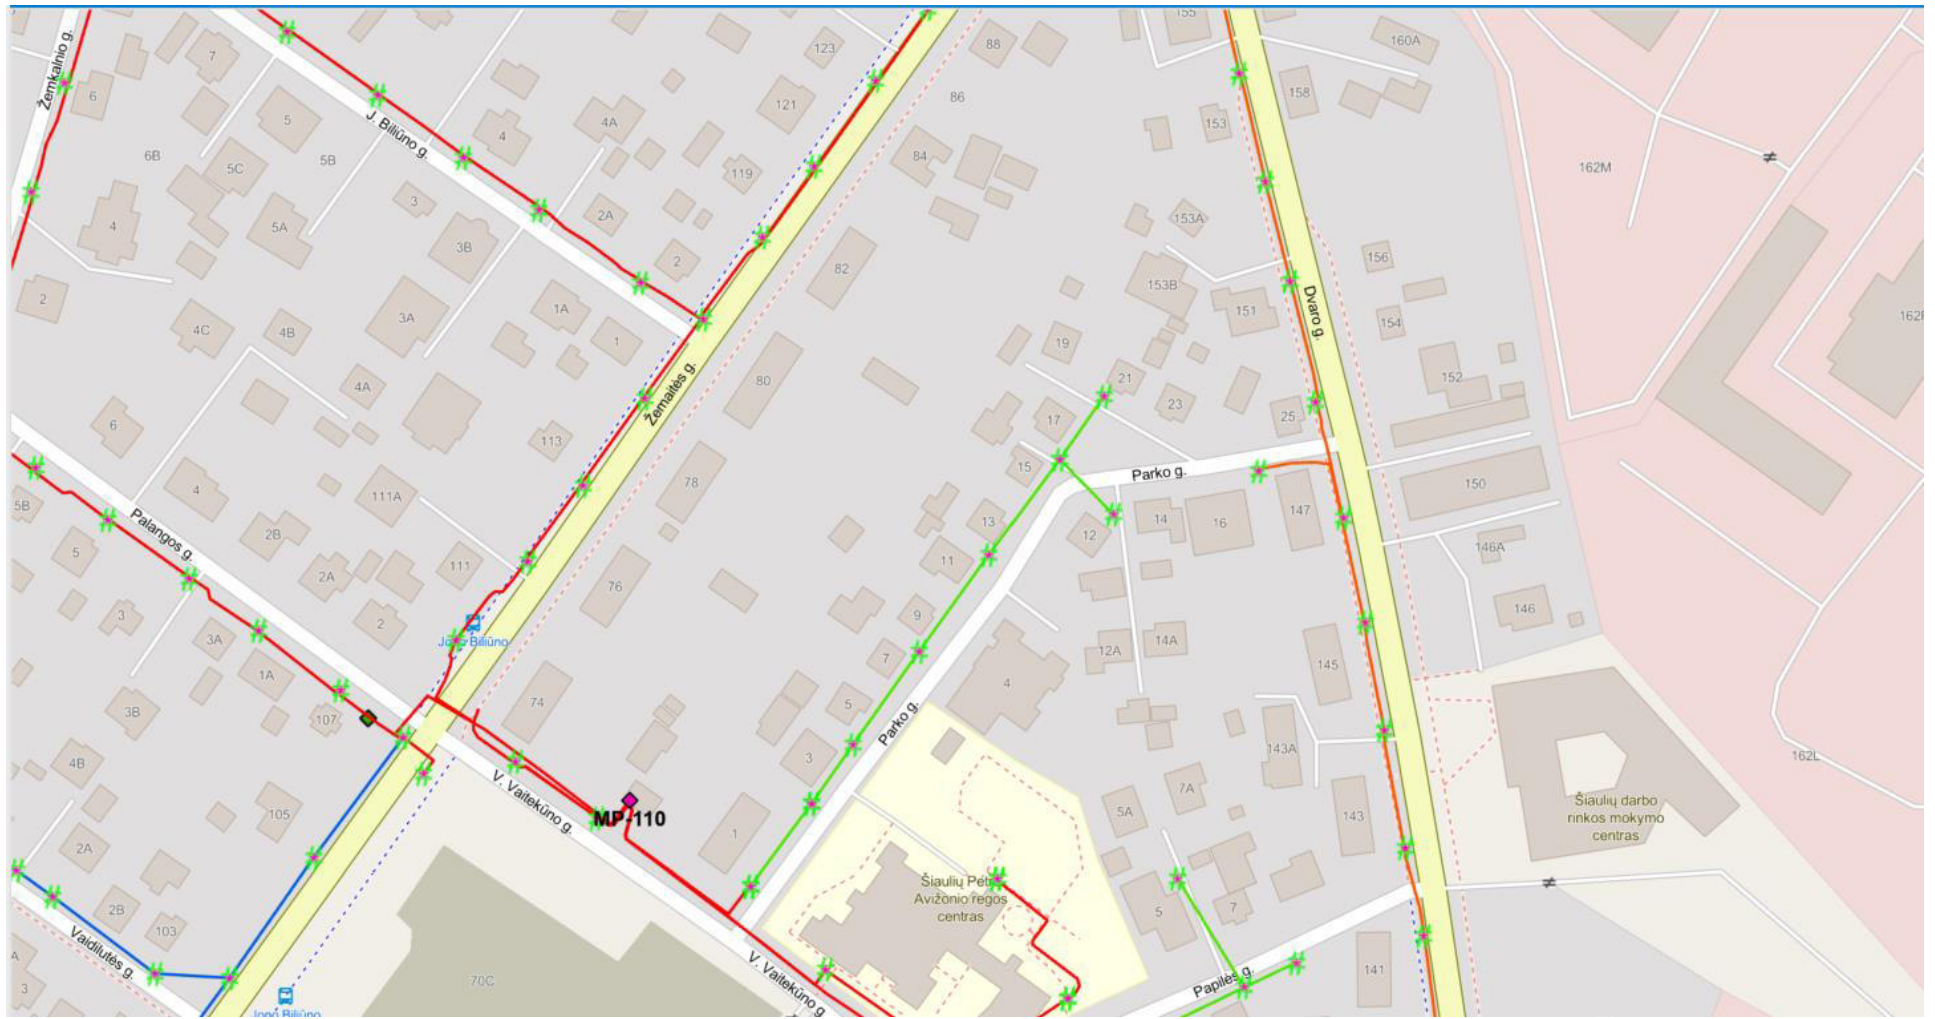 Žemkalnio g.
7
6
5
5C
5B
6B
4
5A
2
J. Biliūno g.
4
4A
3
2A
3B
2
119
121
123
88
86
84
82
155
160A
158
153
153A
153B
151
156
154
152
Dvaro g.
162M
4C
4B
3A
4A
1A
1
Žemaitės g.
80
19
21
17
23
25
15
Parko g.
6
113
78
4
111A
5B
Palangos g.
2B
5
2A
111
76
13
11
12
14
16
147
150
146A
146
9
3
3A
2
Jono Biliūno
7
12A
14A
145
1A
3B
107
74
5
4
Parko g.
3
143A
162L
4B
105
V. Vaitekūno g.
MP-110
1
5A
7A
143
Šiaulių darbo
rinkos mokymo
centras
2A
2B
103
Vaidilutės g.
Avižonio regos
centras
5
7
V. Vaitekūno g.
Papilės g.
141
70C
3
Jono Biliūno